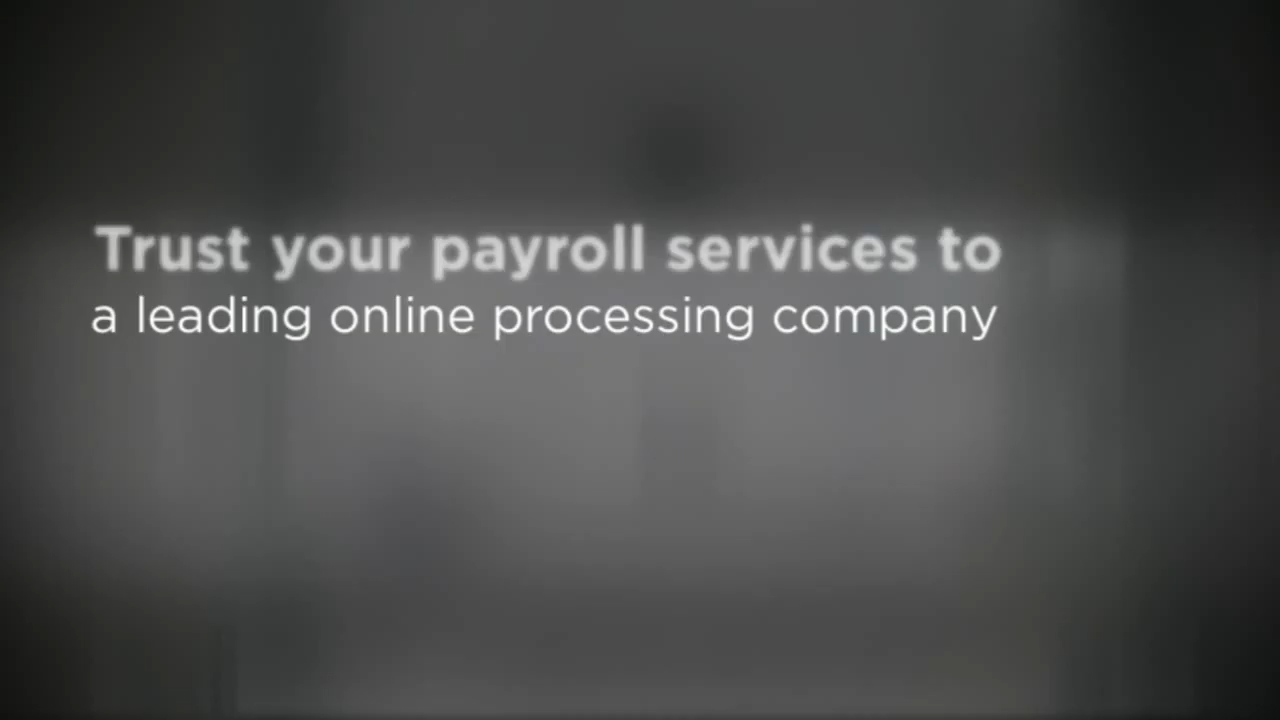 Trust your payroll services to
a leading online processing company